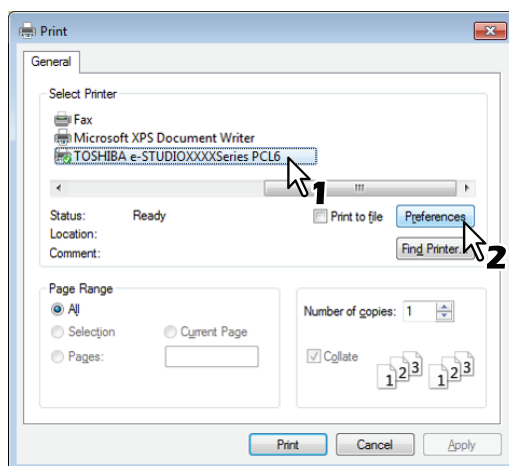 Print
General
Select Printer
Fax
Microsoft XPS Document Writer
TOSHIBA e-STUDIOXXXXSeries PCL6
1
Status: Ready
Print to file
Preferences
Location:
Comment:
Find Printer...
2
Page Range
All
Selection
Current Page
Pages:
Number of copies: 1
Collate
1 2 3 1 2 3
Print Cancel Apply